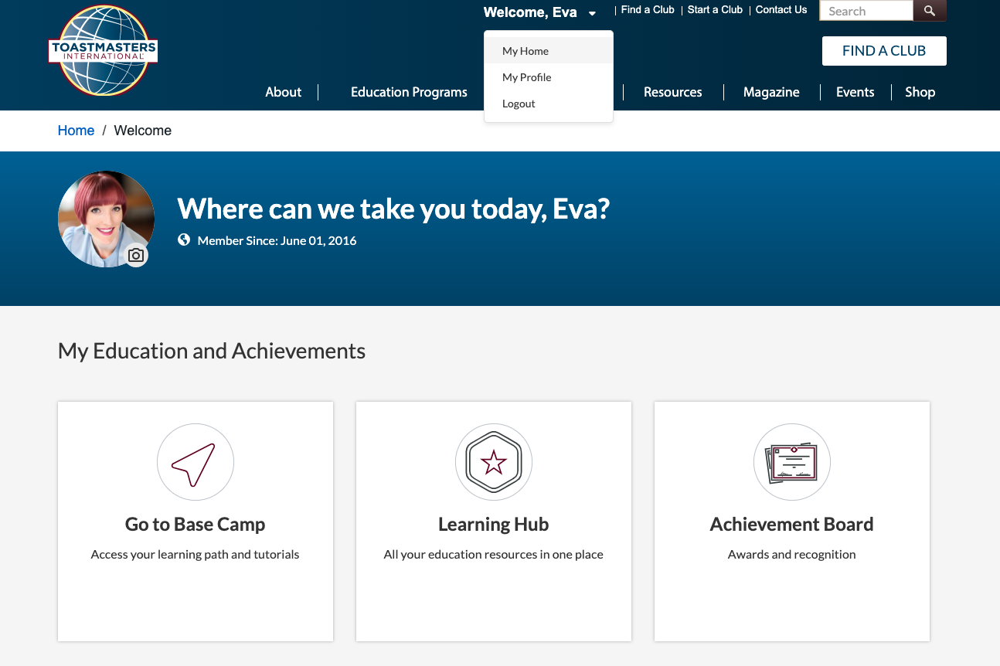 Welcome, Eva
Find a Club
Start a Club
Contact Us
Search
TOASTMASTERS
INTERNATIONAL
My Home
My Profile
Logout
FIND A CLUB
About
Education Programs
Resources
Magazine
Events
Shop
Home / Welcome
Where can we take you today, Eva?
Member Since: June 01, 2016
My Education and Achievements
Go to Base Camp
Access your learning path and tutorials
Learning Hub
All your education resources in one place
Achievement Board
Awards and recognition